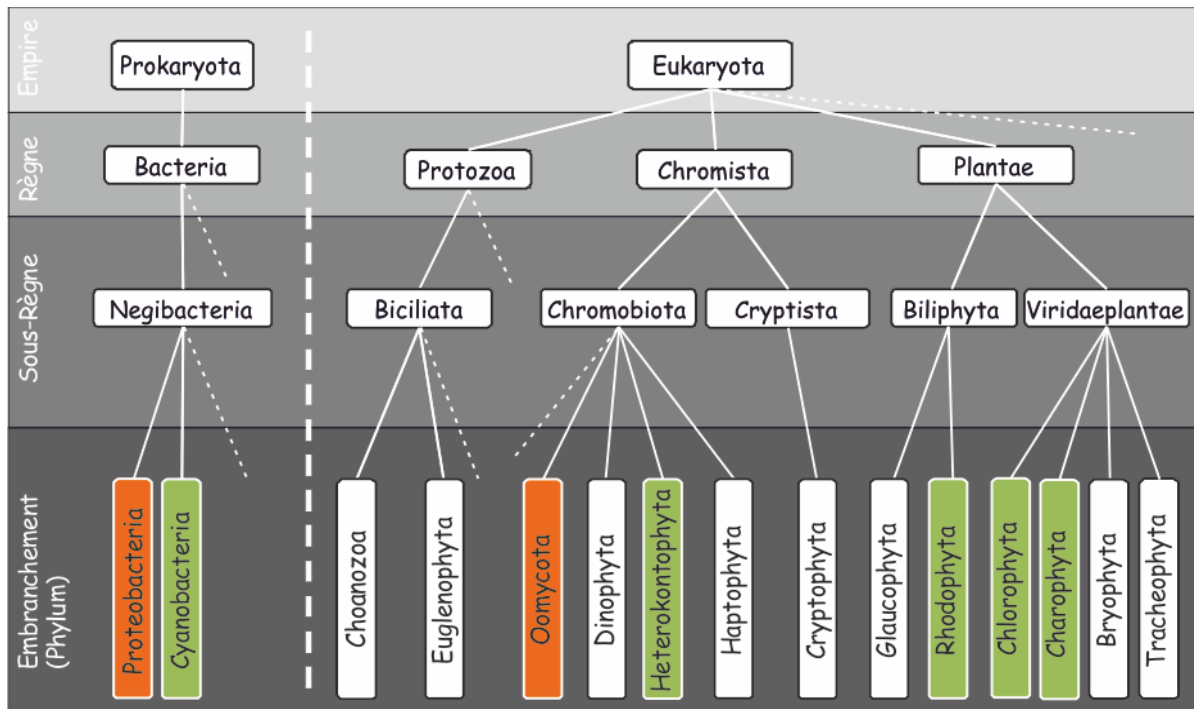 Empire
Prokaryota
Eukaryota
Règne
Bacteria
Protozoa
Chromista
Plantae
Sous-Règne
Negibacteria
Biciliata
Chromobiota
Cryptista
Biliphyta
Viridaeplantae
Embranchement
(Phylum)
Proteobacteria
Cyanobacteria
Choanozoa
Euglenophyta
Oomycota
Dinophyta
Heterokontophyta
Haptophyta
Cryptophyta
Glaucophyta
Rhodophyta
Chlorophyta
Charophyta
Bryophyta
Tracheophyta